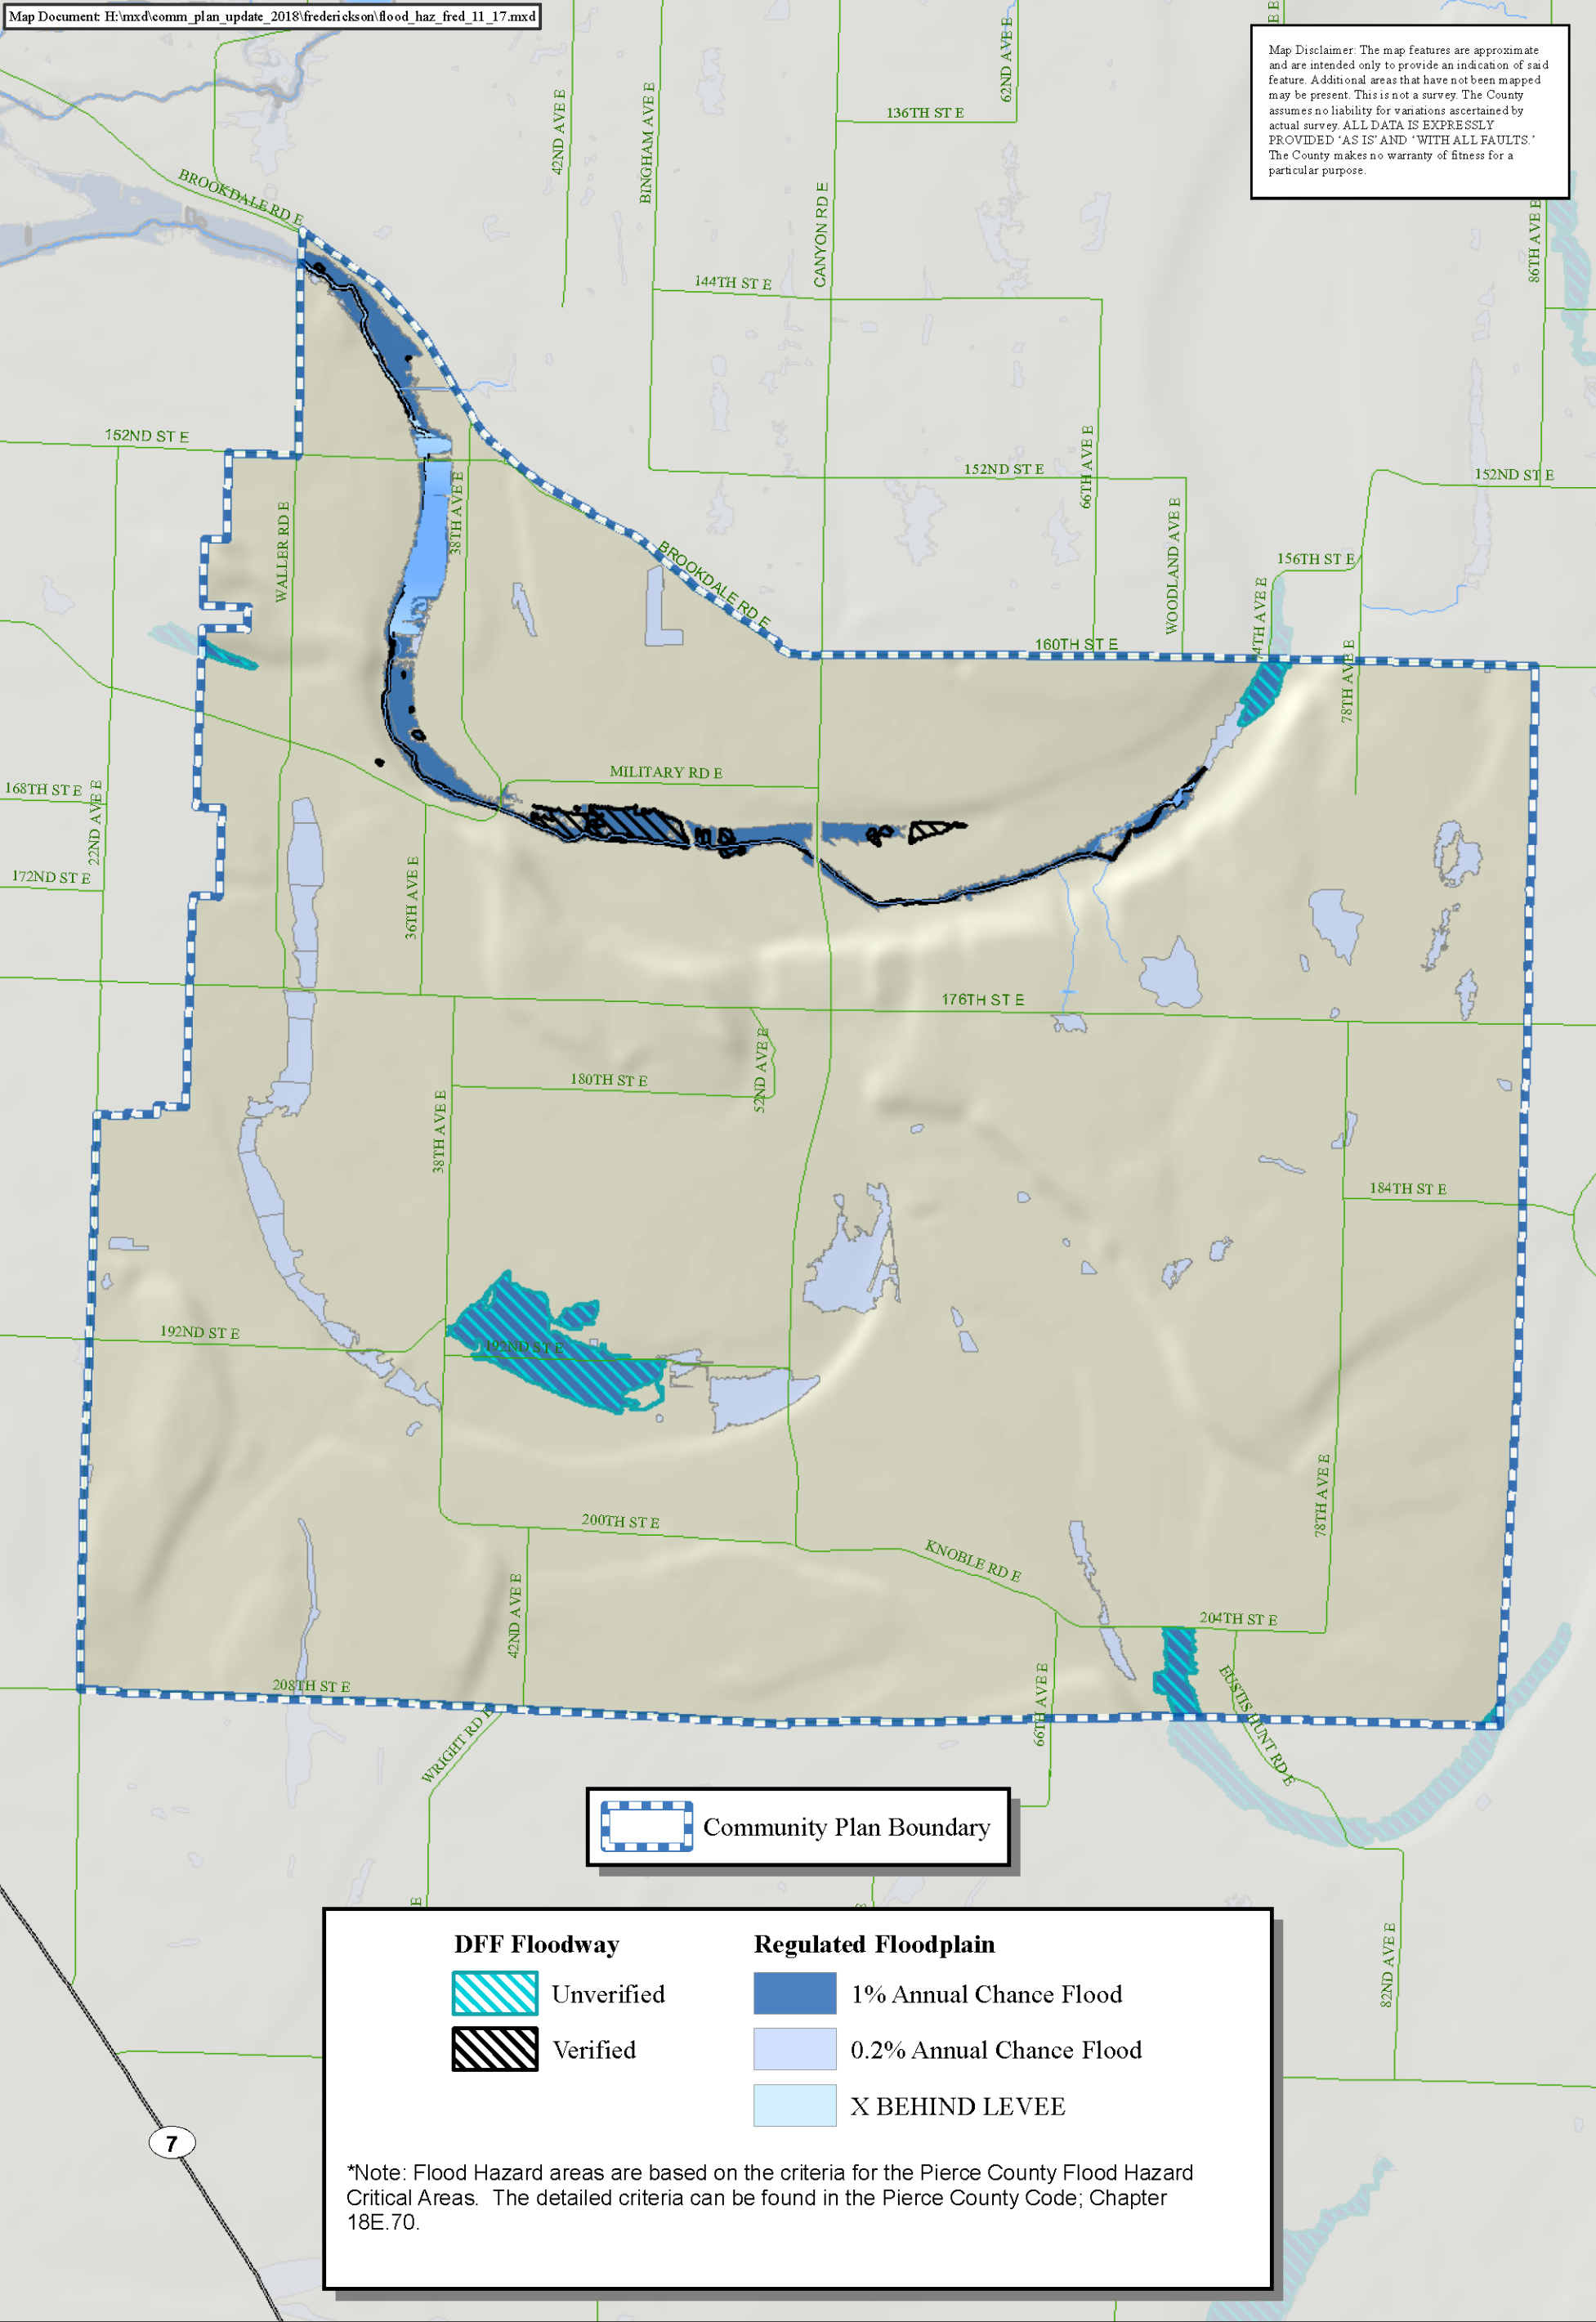 Map Document: H:\mxd\comm_plan_update_2018\frederickson\flood_haz_fred_11_17.mxd
Map Disclaimer: The map features are approximate
and are intended only to provide an indication of said
feature. Additional areas that have not been mapped
may be present. This is not a survey. The County
assumes no liability for variations ascertained by
actual survey. ALL DATA IS EXPRESSLY
PROVIDED ‘AS IS’ AND ‘WITH ALL FAULTS.’
The County makes no warranty of fitness for a
particular purpose.
62ND AVE E
136TH ST E
42ND AVE E
BINGHAM AVE E
BROOKDALE RD E
CANYON RD E
86TH AVE E
144TH ST E
152ND ST E
152ND ST E
152ND ST E
66TH AVE E
38TH AVE E
WALLER RD E
WOODLAND AVE E
156TH ST E
BROOKDALE RD E
160TH ST E
78TH AVE E
MILITARY RD E
168TH ST E
22ND AVE E
172ND ST E
36TH AVE E
176TH ST E
180TH ST E
52ND AVE E
38TH AVE E
184TH ST E
192ND ST E
192ND ST E
200TH ST E
KNOBLE RD E
78TH AVE E
42ND AVE E
204TH ST E
208TH ST E
66TH AVE E
EUSTIS HUNT RD E
WRIGHT RD E
Community Plan Boundary
82ND AVE E
DFF Floodway
Unverified
Verified
Regulated Floodplain
1% Annual Chance Flood
0.2% Annual Chance Flood
X BEHIND LEVEE
7
*Note: Flood Hazard areas are based on the criteria for the Pierce County Flood Hazard
Critical Areas.  The detailed criteria can be found in the Pierce County Code; Chapter
18E.70.